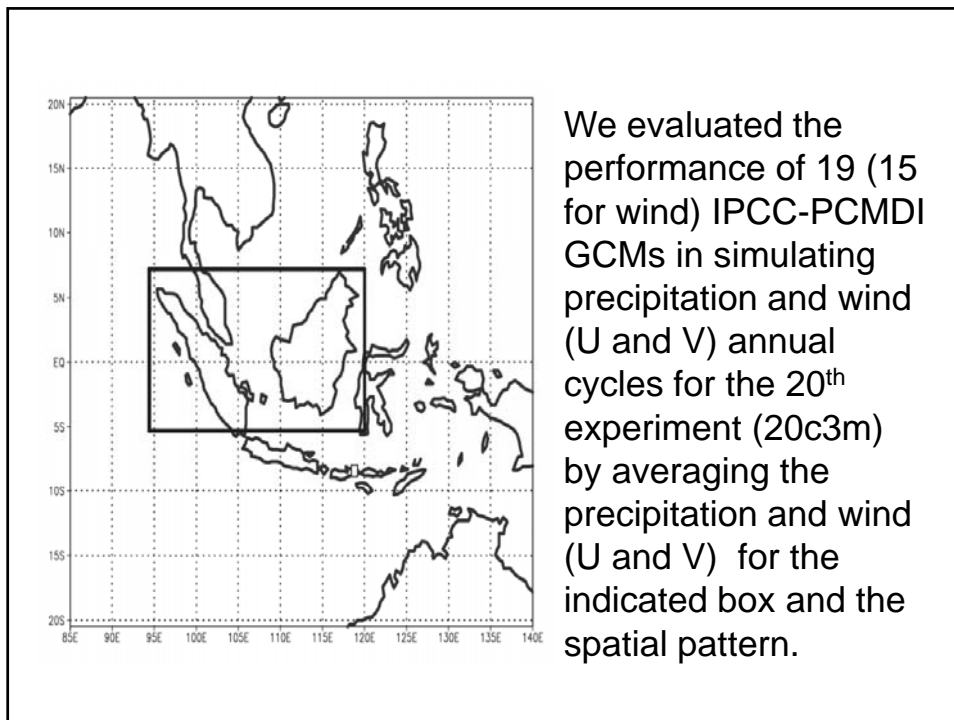 We evaluated the
performance of 19 (15
for wind) IPCC-PCMDI
GCMs in simulating
precipitation and wind
(U and V) annual
cycles for the 20th
experiment (20c3m)
by averaging the
precipitation and wind
(U and V) for the
indicated box and the
spatial pattern.
20N
15N
10N
5N
EQ
5S
10S
15S
20S
85E 90E 95E 100E 105E 110E 115E 120E 125E 130E 135E 140E